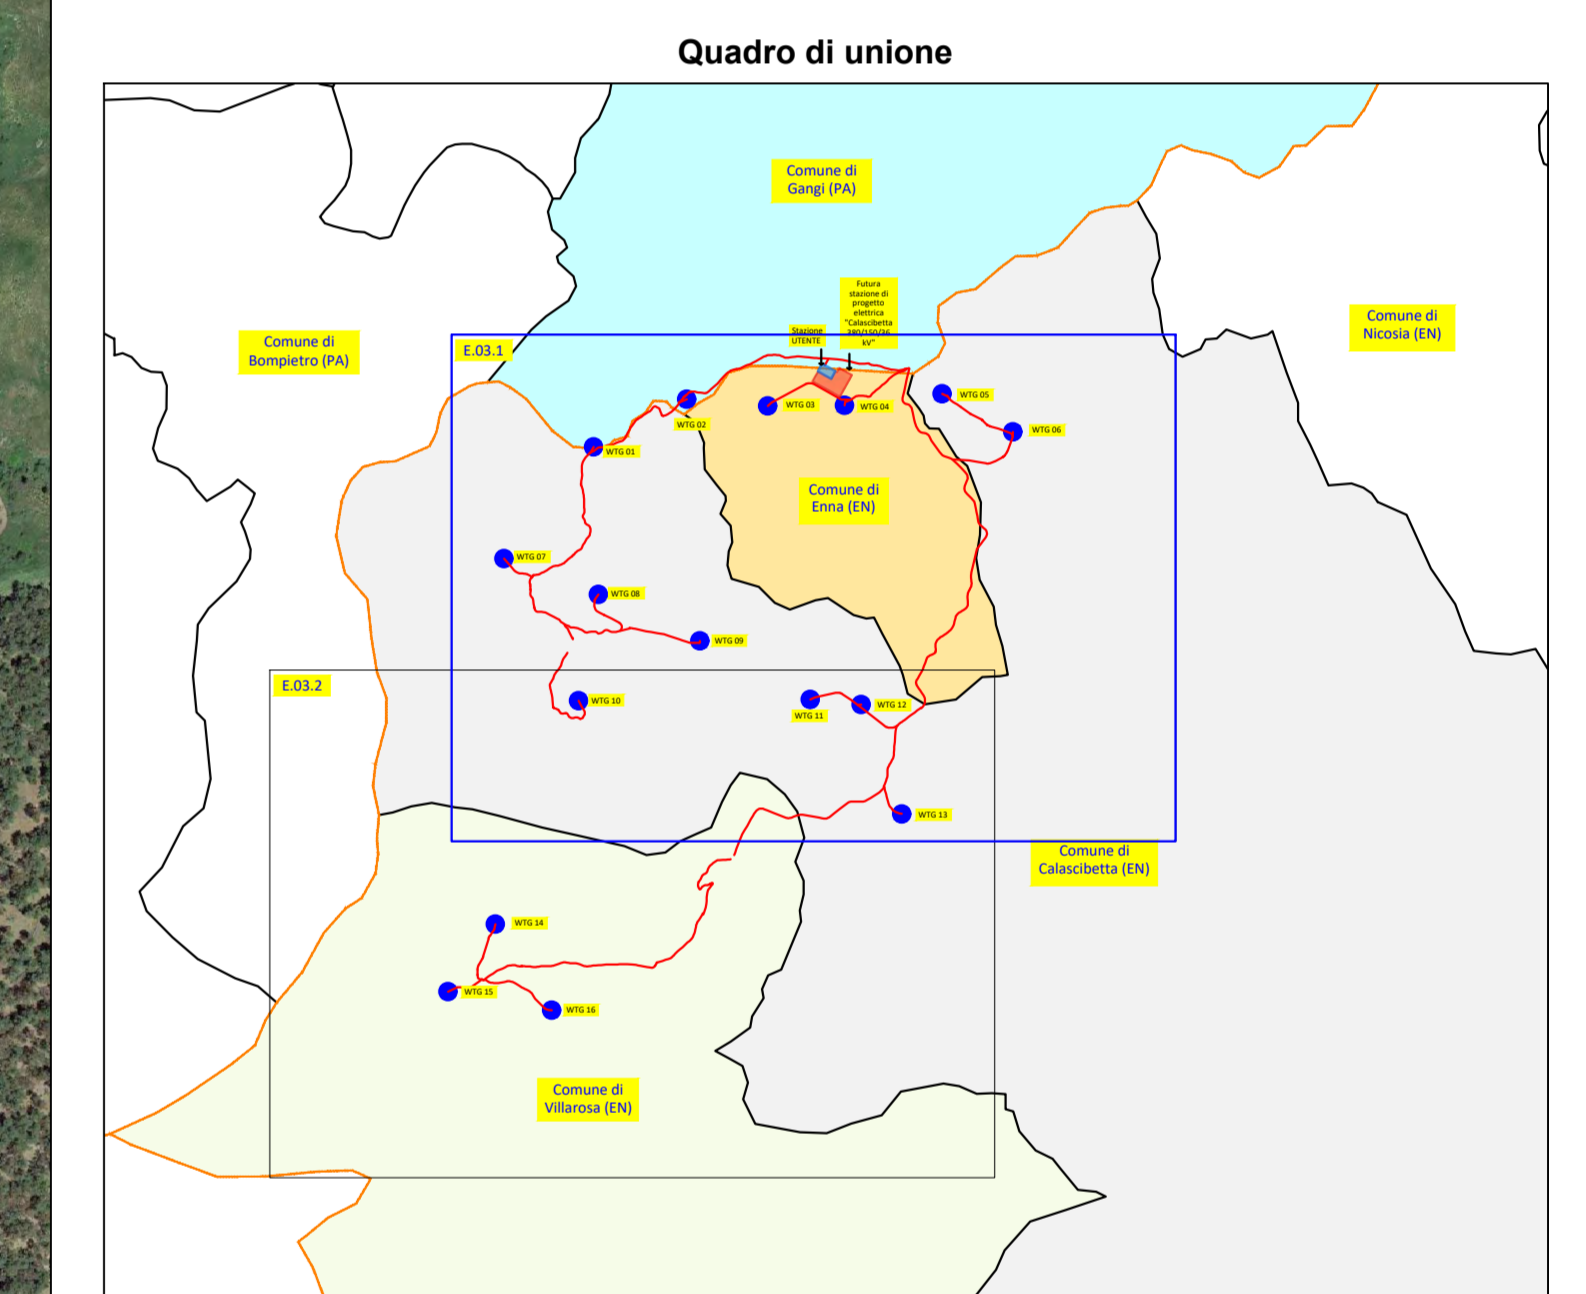 Quadro di unione
Comune di
Gangi (PA)
Futura
stazione di
progetto
elettrica
"Calascibetta
380/150/36
kV"
Stazione
UTENTE
Comune di
Nicosia (EN)
Comune di
Bompietro (PA)
E.03.1
WTG 05
WTG 03
WTG 04
WTG 02
WTG 06
WTG 01
Comune di
Enna (EN)
WTG 07
WTG 08
WTG 09
E.03.2
WTG 10
WTG 11
WTG 12
WTG 13
Comune di
Calascibetta (EN)
WTG 14
WTG 15
WTG 16
Comune di
Villarosa (EN)